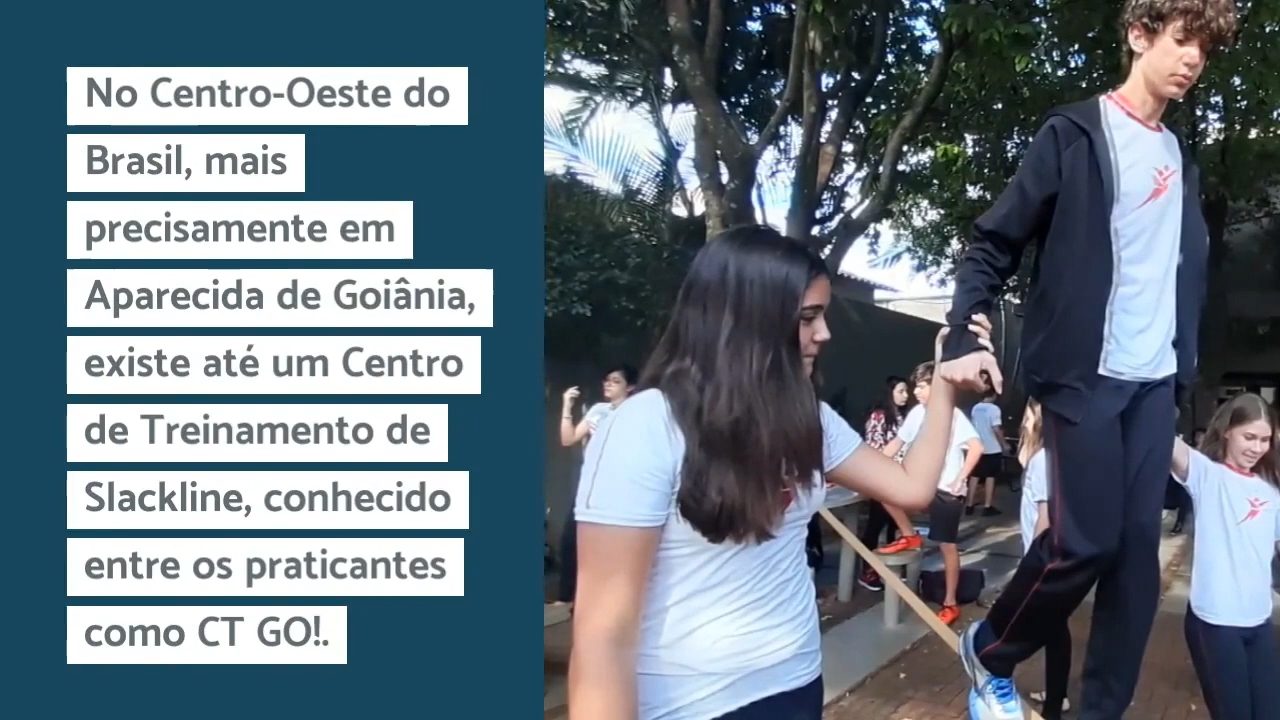 No Centro-Oeste do
Brasil, mais
precisamente em
Aparecida de Goiânia,
existe até um Centro
de Treinamento de
Slackline, conhecido
entre os praticantes
como CT GO!.